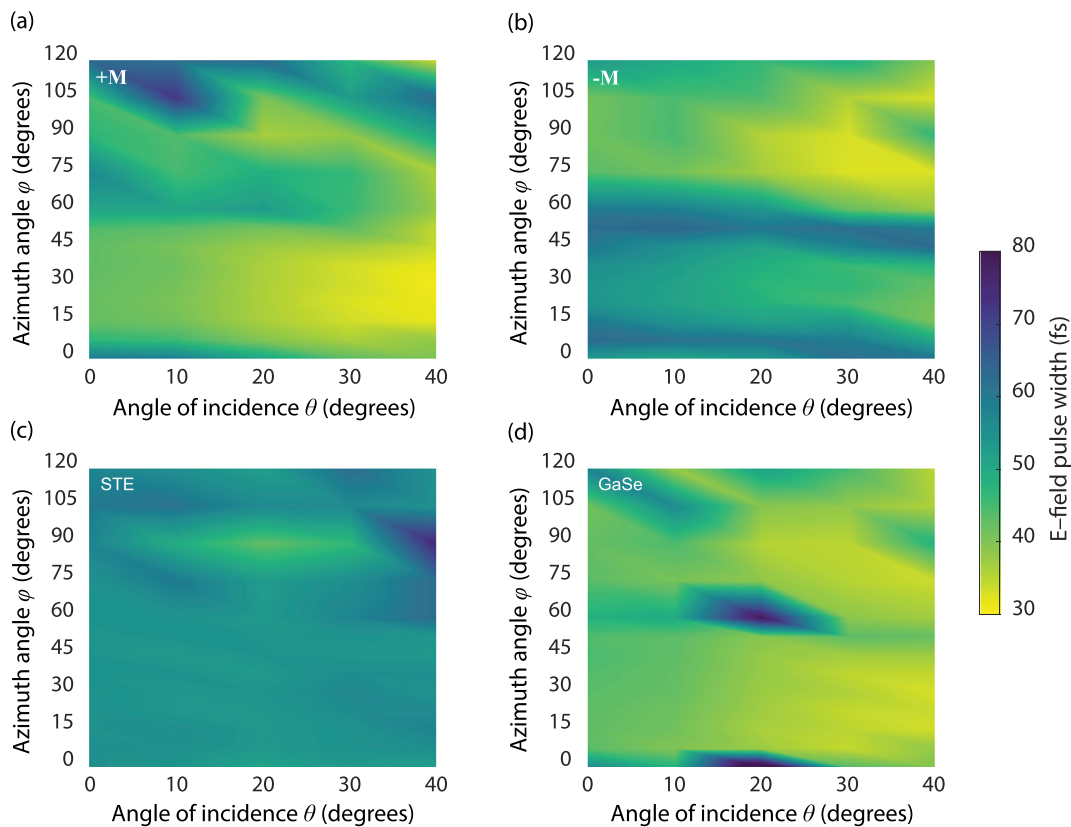 (a)
(b)
+M
-M
120
105
90
75
60
45
30
15
0
Azimuth angle φ (degrees)
0 10 20 30 40
Angle of incidence θ (degrees)
120
105
90
75
60
45
30
15
0
Azimuth angle φ (degrees)
0 10 20 30 40
Angle of incidence θ (degrees)
(c)
(d)
STE
GaSe
120
105
90
75
60
45
30
15
0
Azimuth angle φ (degrees)
0 10 20 30 40
Angle of incidence θ (degrees)
120
105
90
75
60
45
30
15
0
Azimuth angle φ (degrees)
0 10 20 30 40
Angle of incidence θ (degrees)
80
70
60
50
40
30
E–field pulse width (fs)